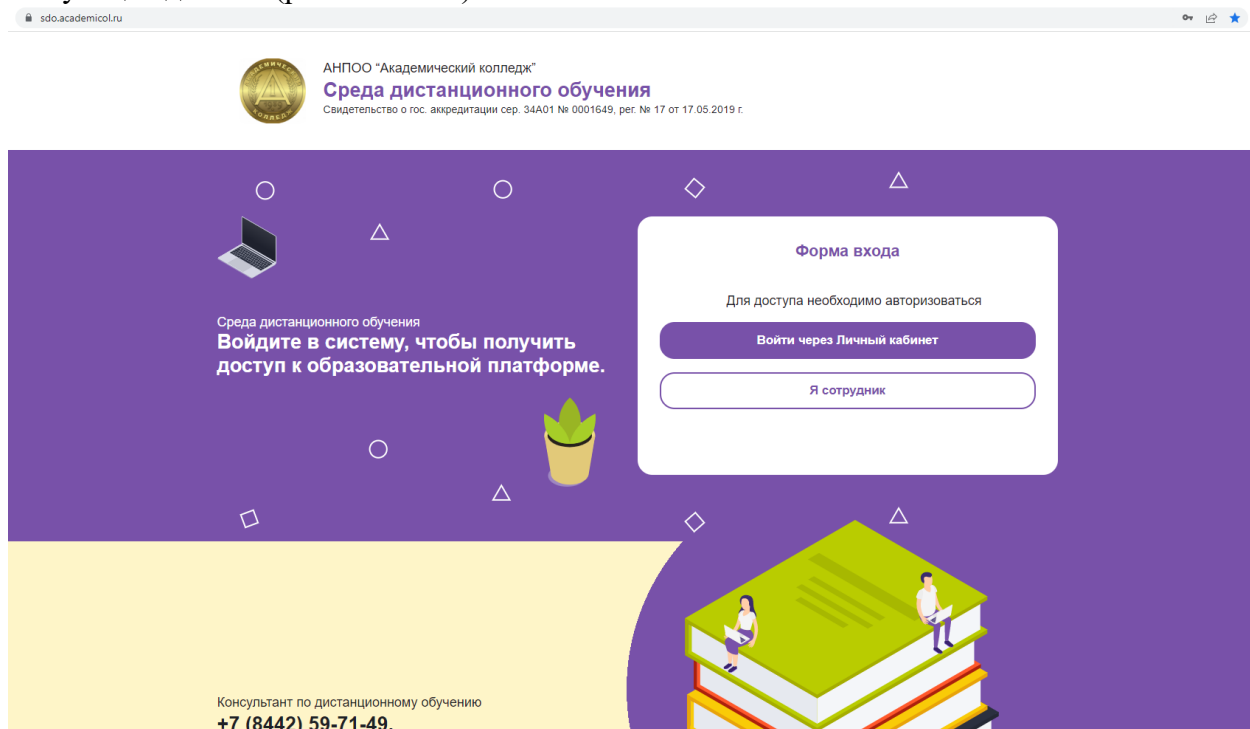 sdo.academicol.ru
АКАДЕМИЧЕСКИЙ
КОЛЛЕДЖ
АНПОО "Академический колледж"
Среда дистанционного обучения
Свидетельство о гос. аккредитации сер. 34А01 № 0001649, рег. № 17 от 17.05.2019 г.
Среда дистанционного обучения
Войдите в систему, чтобы получить
доступ к образовательной платформе.
Форма входа
Для доступа необходимо авторизоваться
Войти через Личный кабинет
Я сотрудник
Консультант по дистанционному обучению
+7 (8442) 59-71-49,